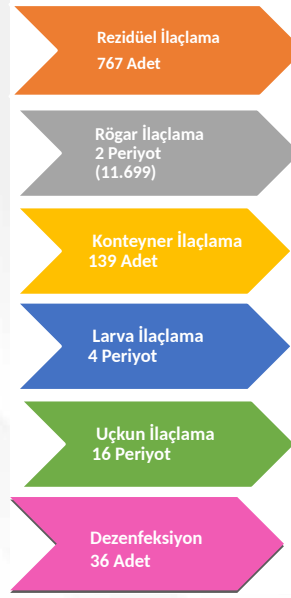 Rezidüel İlaçlama
767 Adet
Rögar İlaçlama
2 Periyot
(11.699)
Konteyner İlaçlama
139 Adet
Larva İlaçlama
4 Periyot
Uçkun İlaçlama
16 Periyot
Dezenfeksiyon
36 Adet